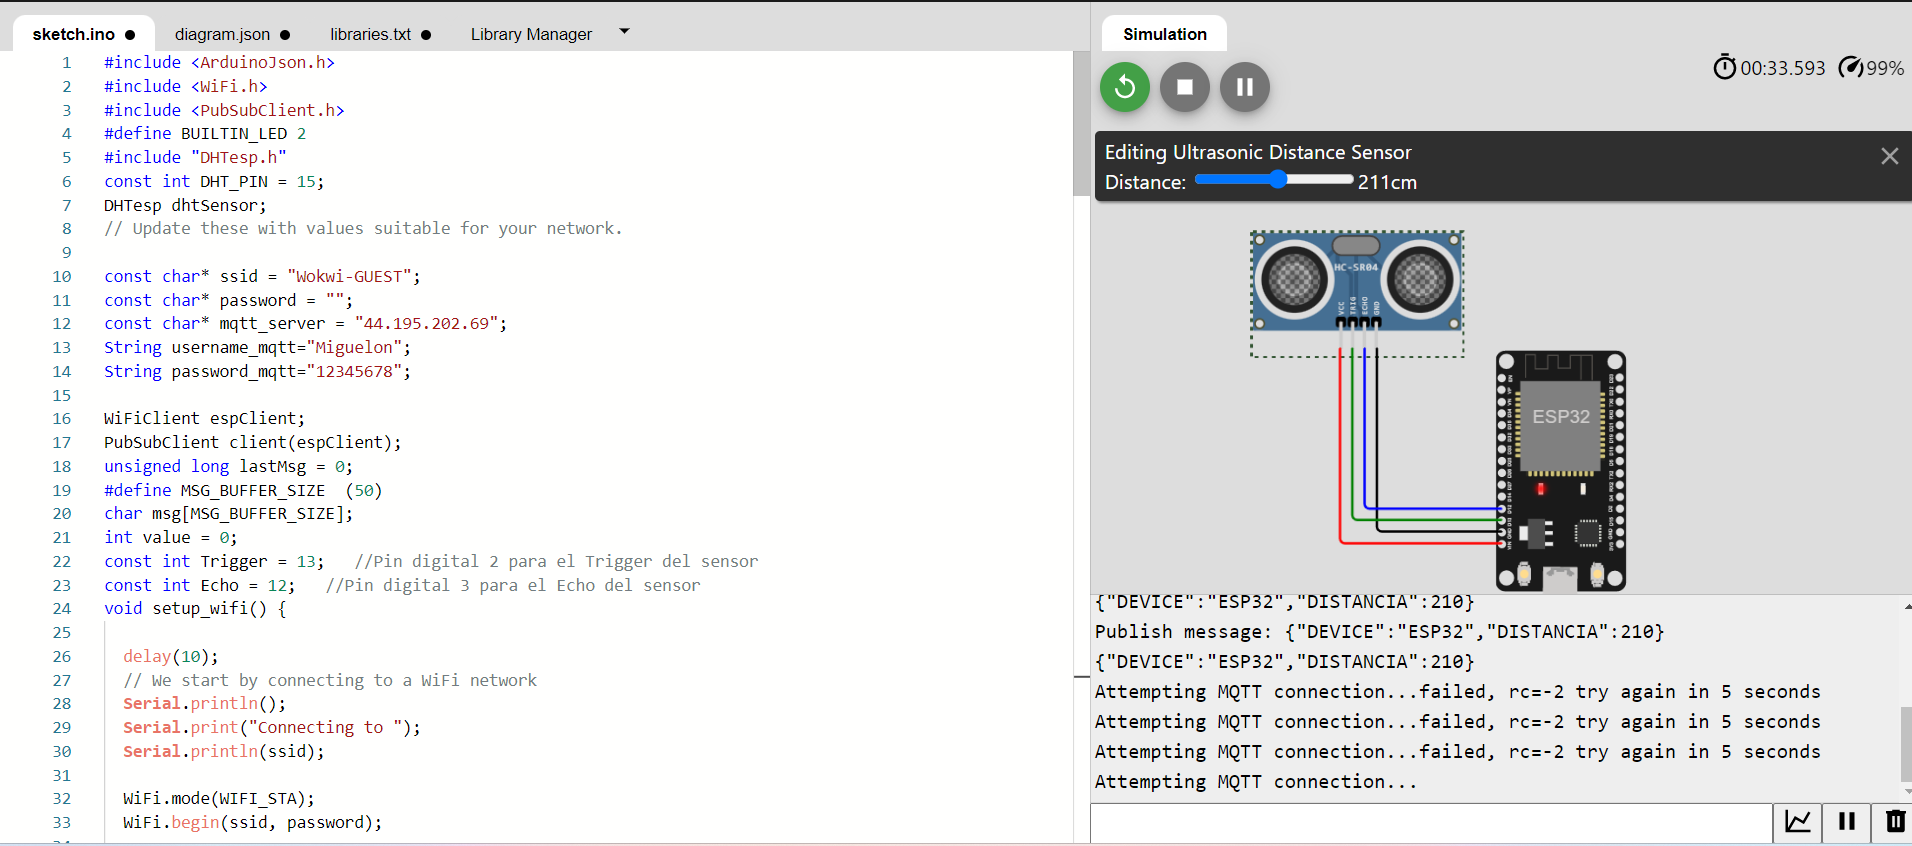 sketch.ino ● diagram.json ● libraries.txt ● Library Manager
1 #include <ArduinoJson.h>
2 #include <WiFi.h>
3 #include <PubSubClient.h>
4 #define BUILTIN_LED 2
5 #include "DHTesp.h"
6 const int DHT_PIN = 15;
7 DHTesp dhtSensor;
8 // Update these with values suitable for your network.
9
10 const char* ssid = "Wokwi-GUEST";
11 const char* password = "";
12 const char* mqtt_server = "44.195.202.69";
13 String username_mqtt="Miguelon";
14 String password_mqtt="12345678";
15
16 WiFiClient espClient;
17 PubSubClient client(espClient);
18 unsigned long lastMsg = 0;
19 #define MSG_BUFFER_SIZE  (50)
20 char msg[MSG_BUFFER_SIZE];
21 int value = 0;
22 const int Trigger = 13;   //Pin digital 2 para el Trigger del sensor
23 const int Echo = 12;   //Pin digital 3 para el Echo del sensor
24 void setup_wifi() {
25
26   delay(10);
27   // We start by connecting to a WiFi network
28   Serial.println();
29   Serial.print("Connecting to ");
30   Serial.println(ssid);
31
32   WiFi.mode(WIFI_STA);
33   WiFi.begin(ssid, password);
Simulation
00:33.593 99%
Editing Ultrasonic Distance Sensor
Distance: 211cm
HC-SR04
VCC TRIG ECHO GND
ESP32
{"DEVICE":"ESP32","DISTANCIA":210}
Publish message: {"DEVICE":"ESP32","DISTANCIA":210}
{"DEVICE":"ESP32","DISTANCIA":210}
Attempting MQTT connection...failed, rc=-2 try again in 5 seconds
Attempting MQTT connection...failed, rc=-2 try again in 5 seconds
Attempting MQTT connection...failed, rc=-2 try again in 5 seconds
Attempting MQTT connection...